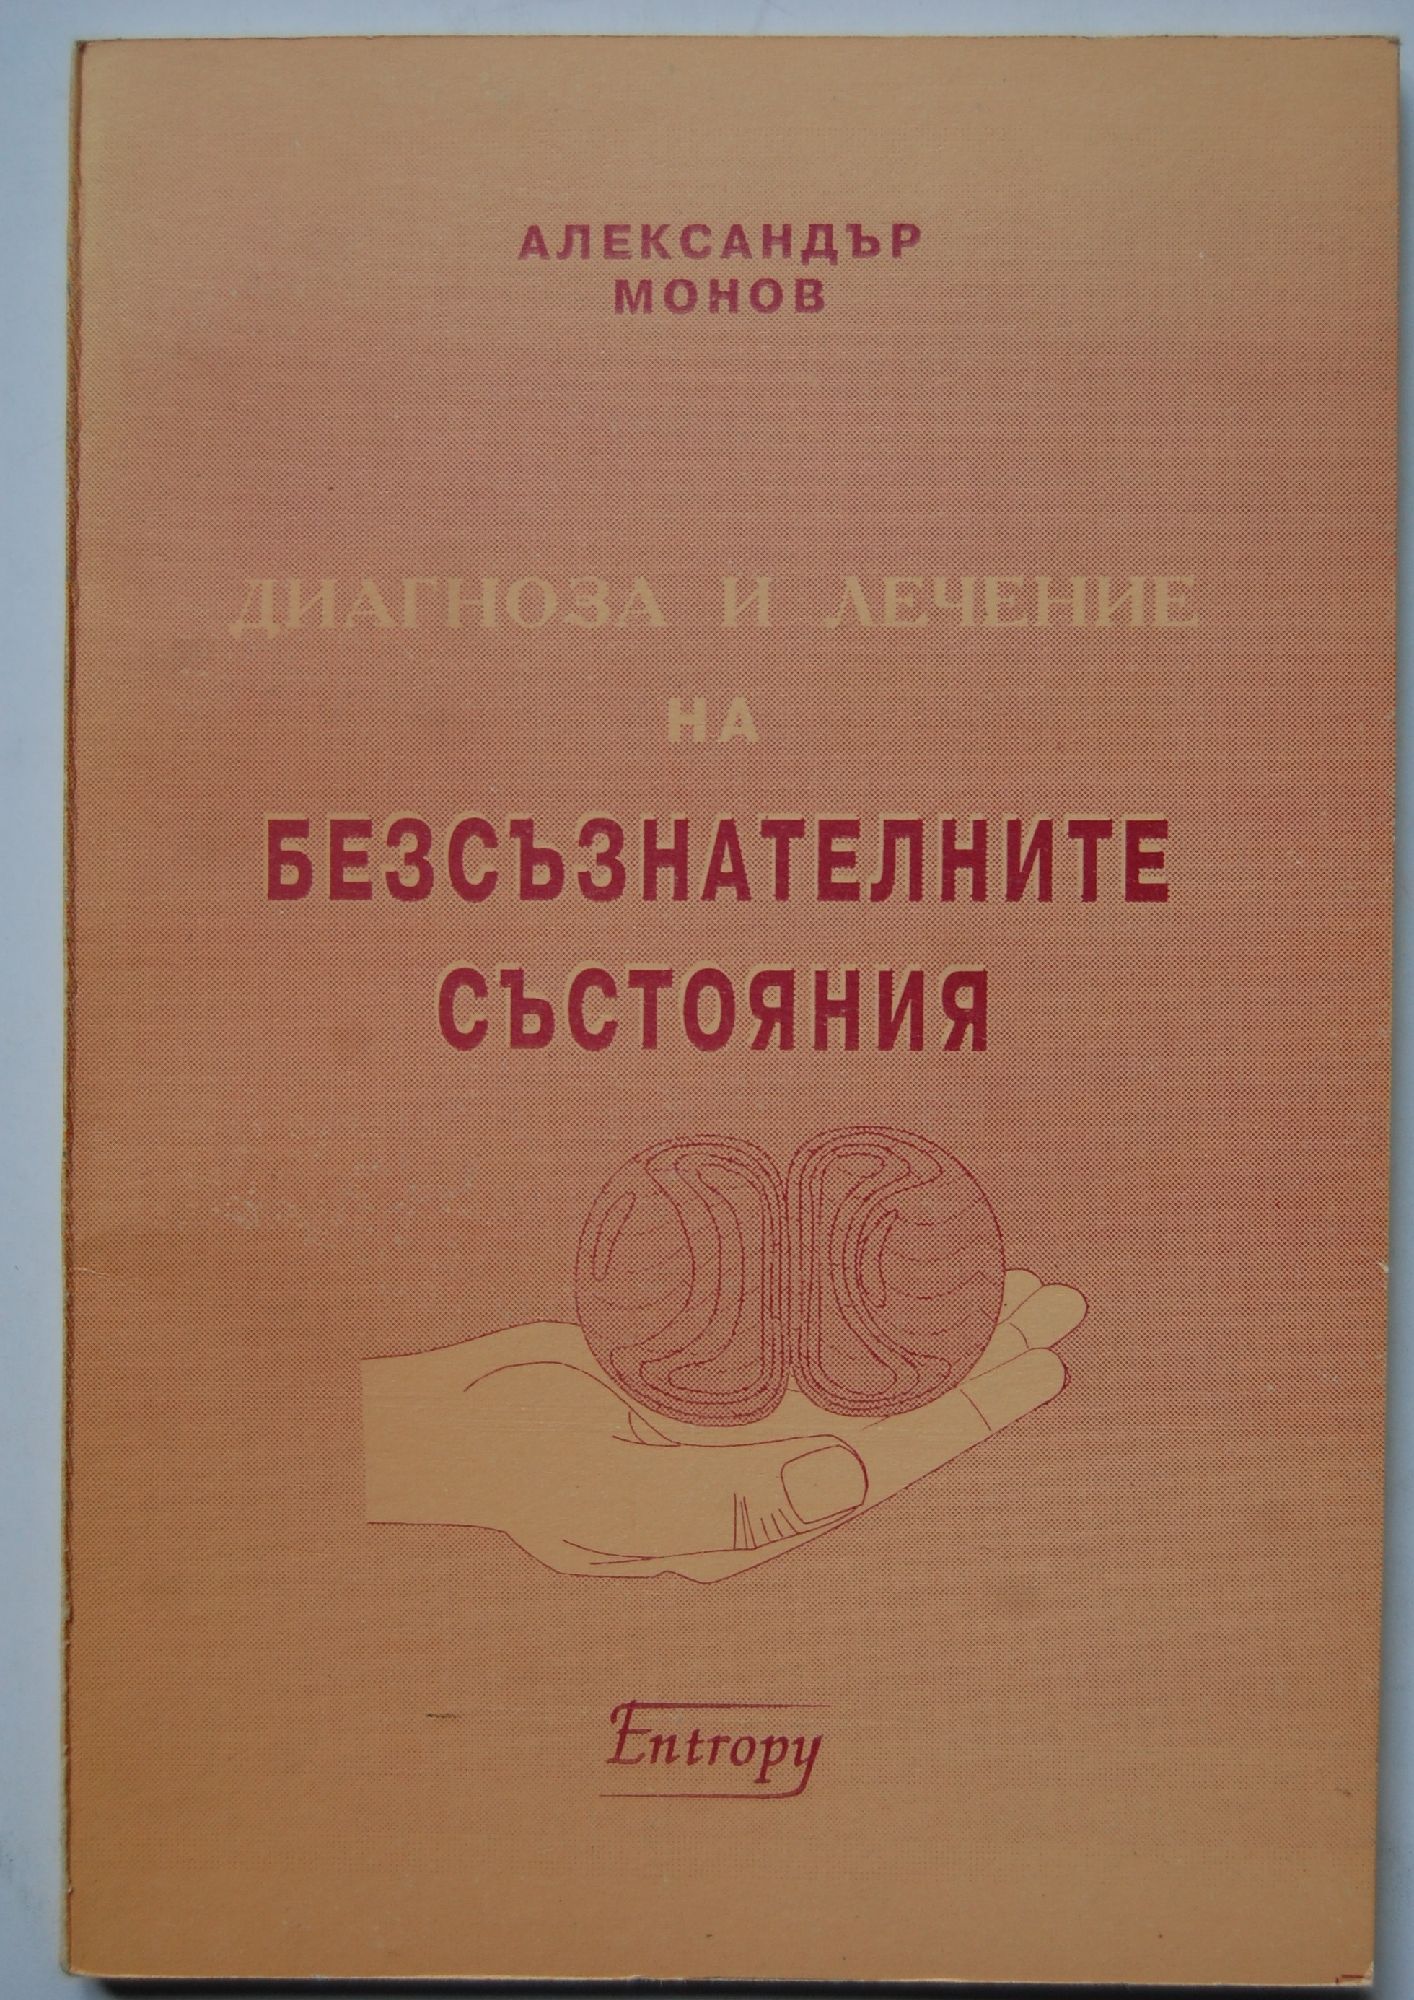 АЛЕКСАНДЪР
МОНОВ
ДИАГНОЗА И ЛЕЧЕНИЕ
НА
БЕЗСЪЗНАТЕЛНИТЕ
СЪСТОЯНИЯ
Entropy